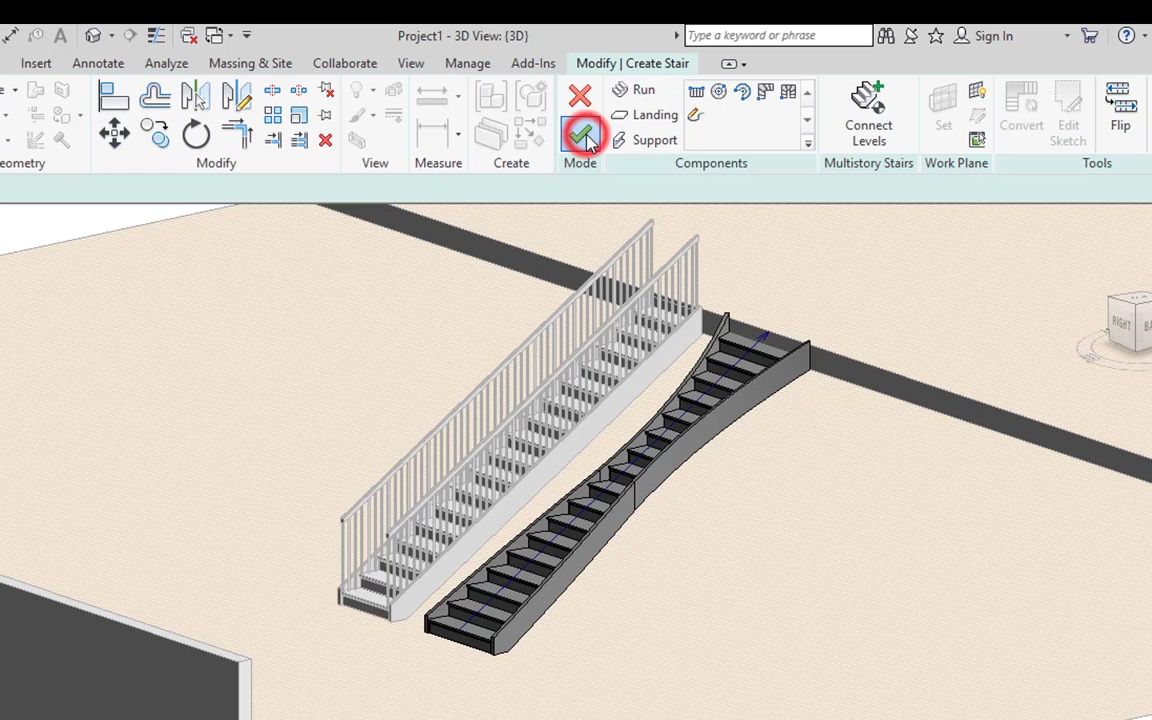 Project1 - 3D View: {3D}
Type a keyword or phrase
Sign In
Insert
Annotate
Analyze
Massing & Site
Collaborate
View
Manage
Add-Ins
Modify | Create Stair
Run
Landing
Support
Connect
Levels
Set
Convert
Edit
Sketch
Flip
eometry
Modify
View
Measure
Create
Mode
Components
Multistory Stairs
Work Plane
Tools
RIGHT
BA